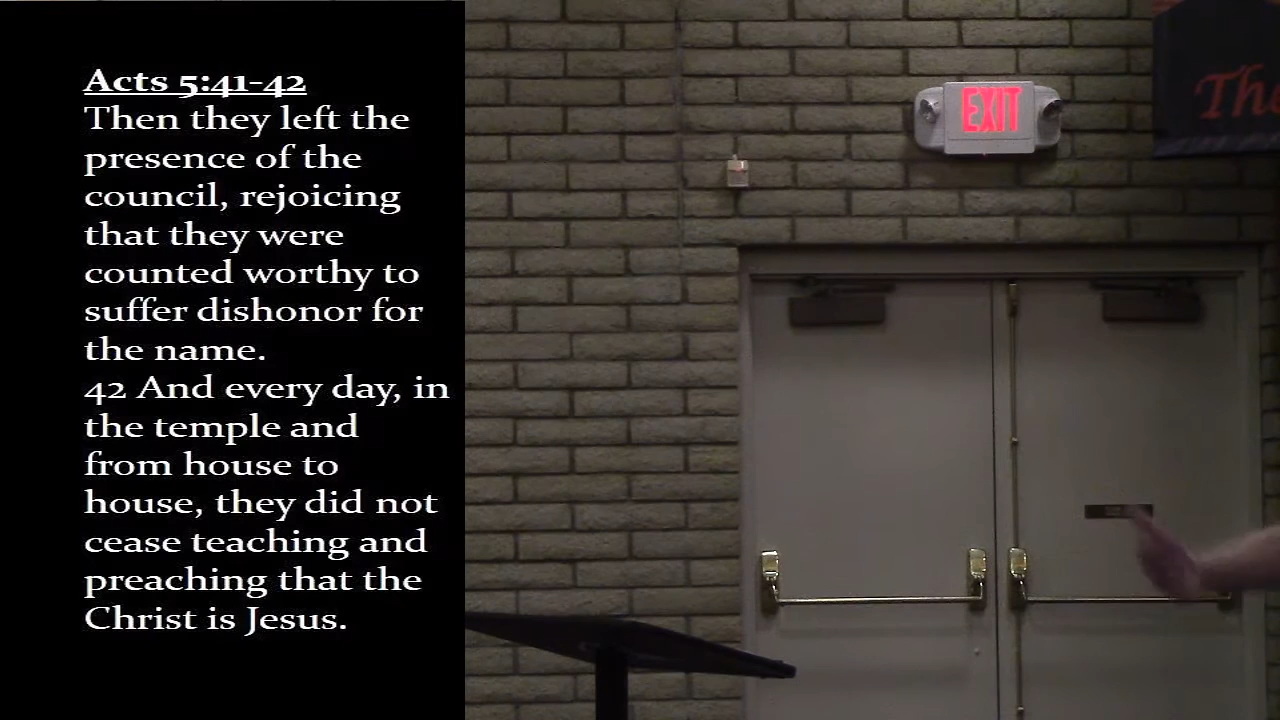 Acts 5:41-42
Then they left the
presence of the
council, rejoicing
that they were
counted worthy to
suffer dishonor for
the name.
42 And every day, in
the temple and
from house to
house, they did not
cease teaching and
preaching that the
Christ is Jesus.
EXIT